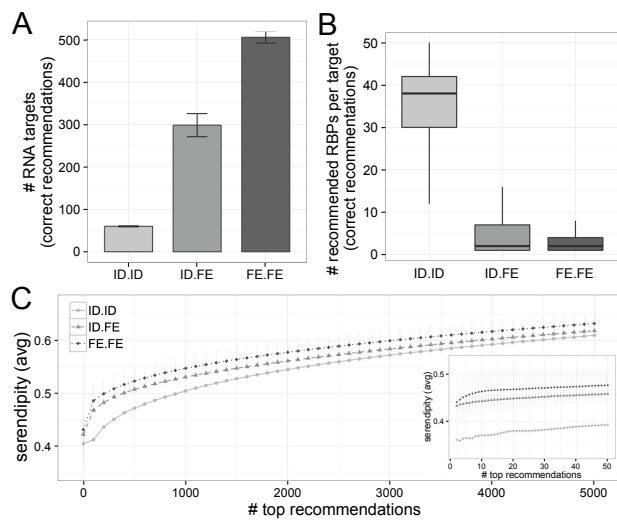 A
# RNA targets
(correct recommendations)
500
300
200
100
0
ID.ID
ID.FE
FE.FE
B
# recommended RBPs per target
(correct recommentations)
50
40
30
20
10
0
ID.ID
ID.FE
FE.FE
C
ID.ID
ID.FE
FE.FE
serendipity (avg)
0.6
0.5
0.4
0
1000
2000
3000
4000
5000
# top recommendations
serendipity (avg)
0.5
0.4
0
10
20
30
40
50
# top recommendations